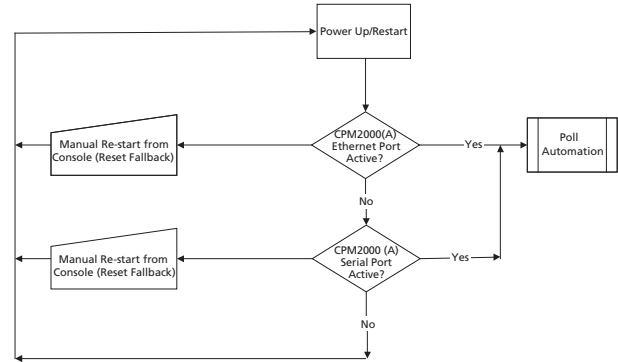 Power Up/Restart
Manual Re-start from
Console (Reset Fallback)
CPM2000(A)
Ethernet Port
Active?
Yes
Poll
Automation
No
Manual Re-start from
Console (Reset Fallback)
CPM2000 (A)
Serial Port
Active?
Yes
No